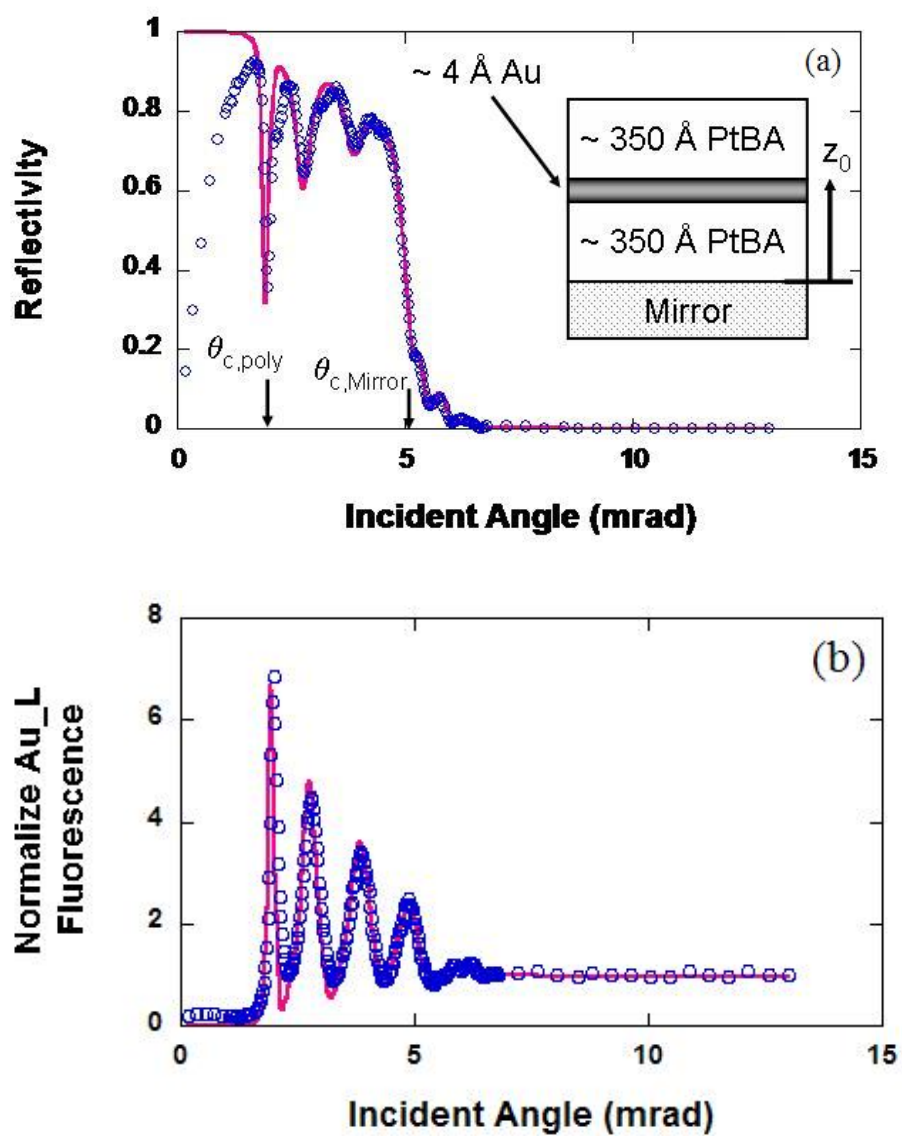 (a)
1
0.8
0.6
0.4
0.2
0
Reflectivity
~ 4 Å Au
~ 350 Å PtBA
z0
~ 350 Å PtBA
Mirror
θc,poly
θc,Mirror
0 5 10 15
Incident Angle (mrad)
(b)
8
6
4
2
0
Normalize Au_L
Fluorescence
0 5 10 15
Incident Angle (mrad)